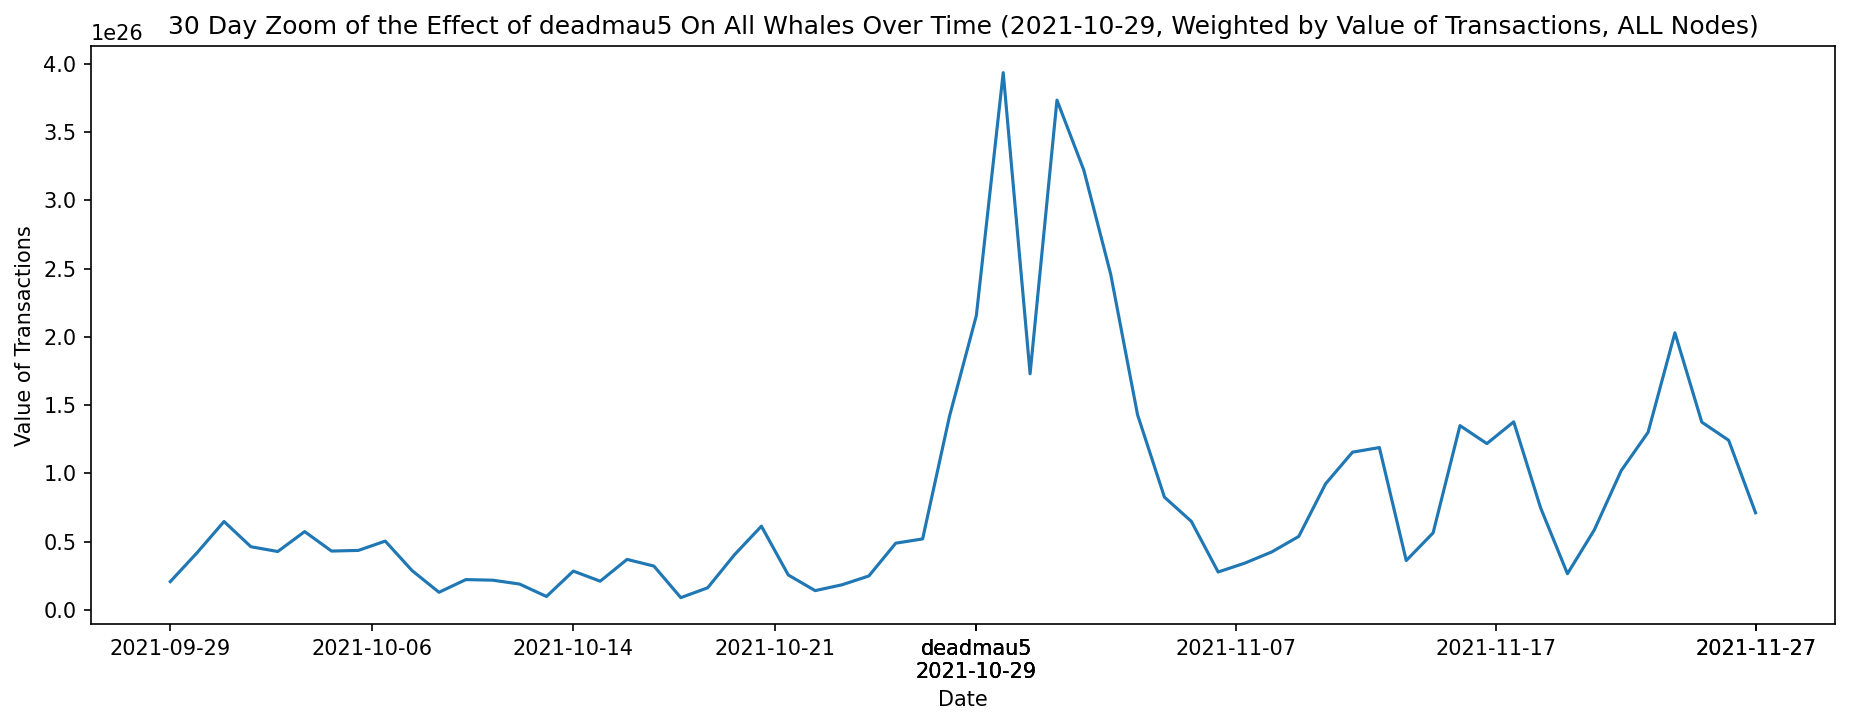 30 Day Zoom of the Effect of deadmau5 On All Whales Over Time (2021-10-29, Weighted by Value of Transactions, ALL Nodes)
1e26
4.0
3.5
3.0
2.5
2.0
1.5
1.0
0.5
0.0
Value of Transactions
2021-09-29 2021-10-06 2021-10-14 2021-10-21 deadmau5 2021-11-07 2021-11-17 2021-11-27
2021-10-29
Date